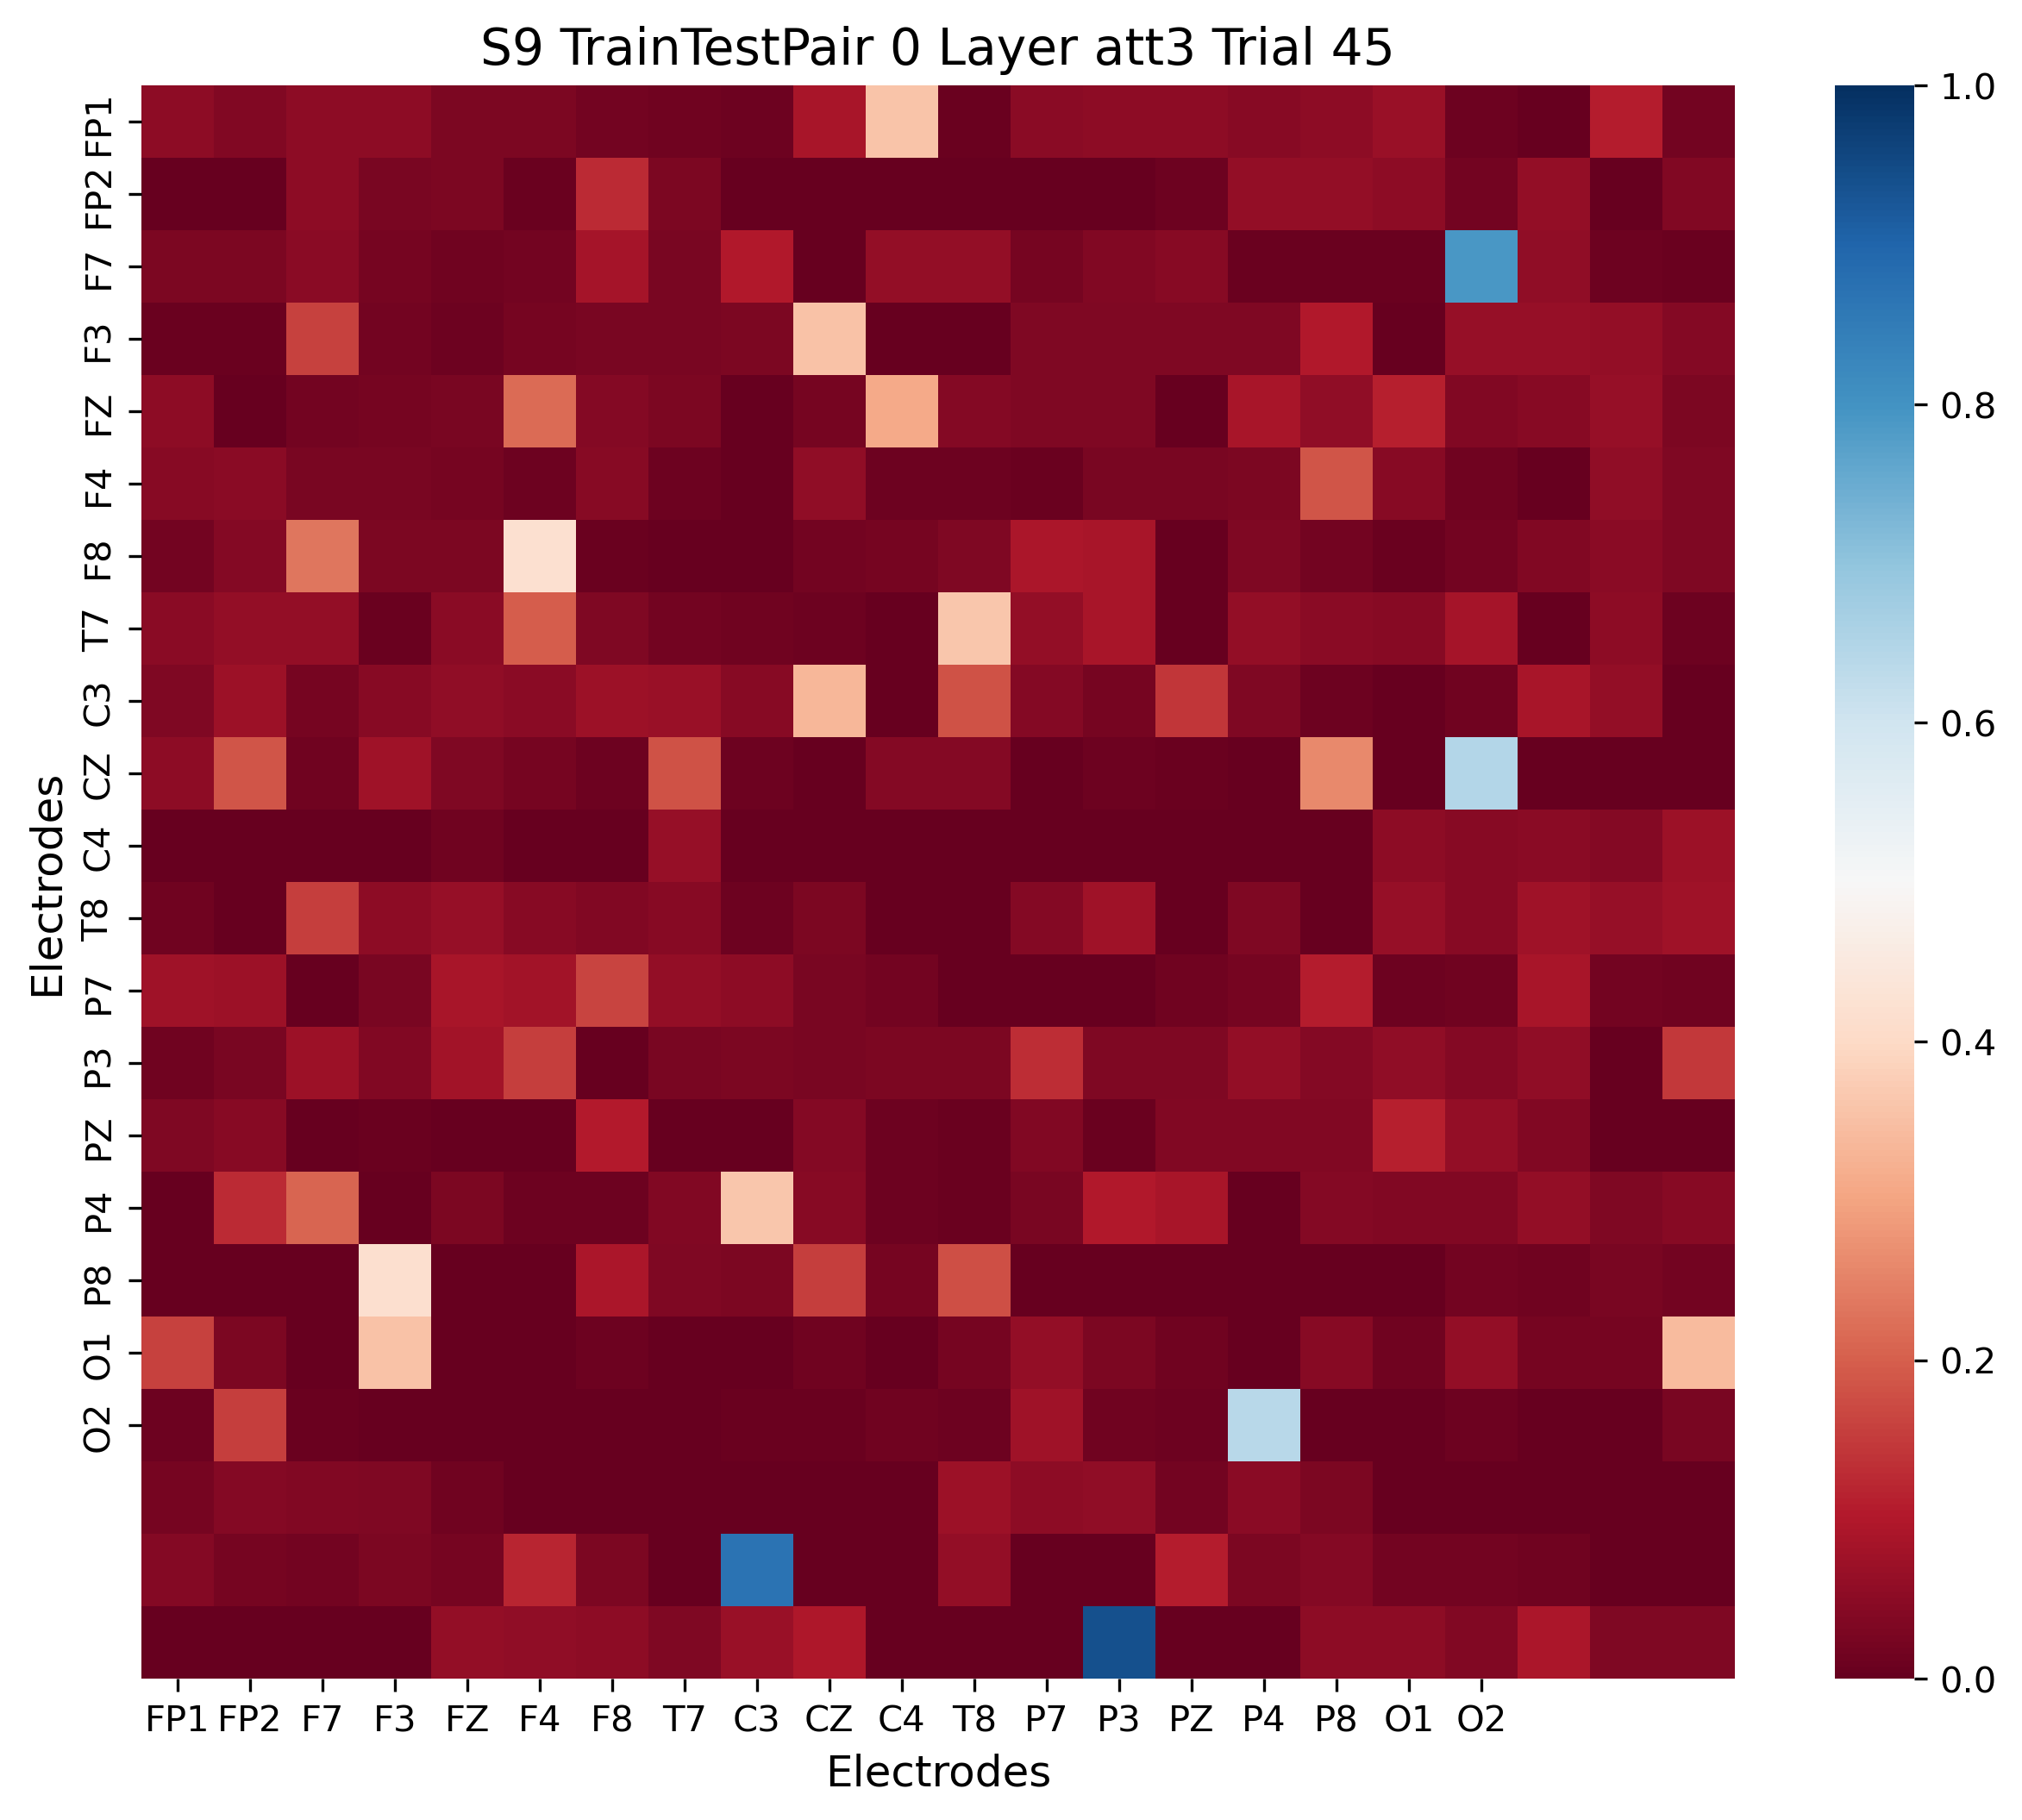 S9 TrainTestPair 0 Layer att3 Trial 45
Electrodes
FP1
FP2
F7
F3
FZ
F4
F8
T7
C3
CZ
C4
T8
P7
P3
PZ
P4
P8
O1
O2
FP1 FP2 F7 F3 FZ F4 F8 T7 C3 CZ C4 T8 P7 P3 PZ P4 P8 O1 O2
Electrodes
1.0
0.8
0.6
0.4
0.2
0.0